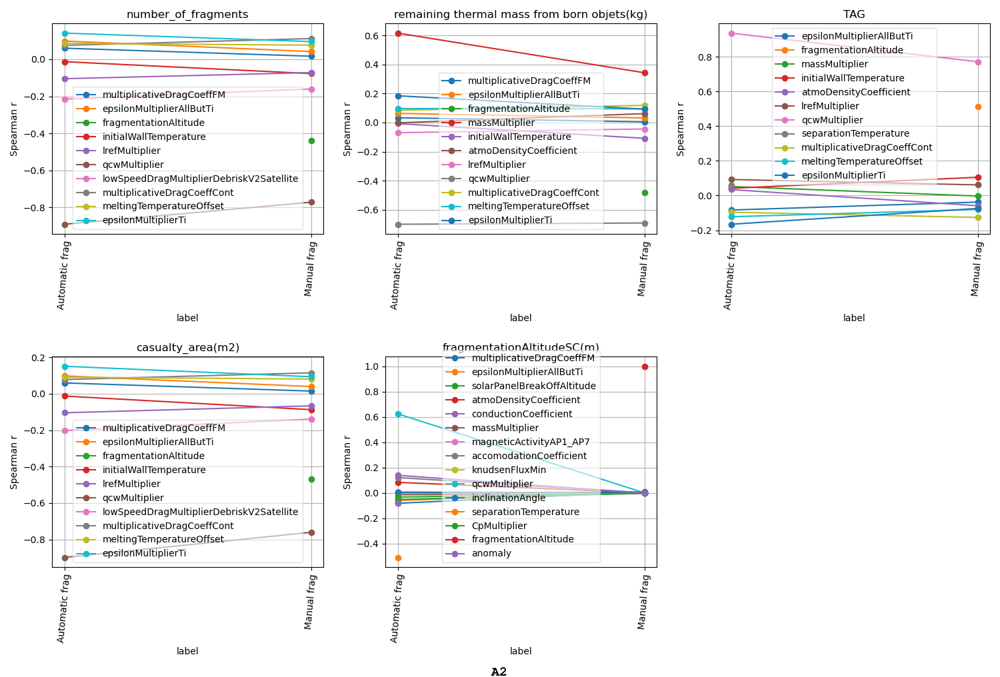 number_of_fragments
0.0
−0.2
−0.4
−0.6
−0.8
Spearman r
multiplicativeDragCoeffFM
epsilonMultiplierAllButTi
fragmentationAltitude
initialWallTemperature
lrefMultiplier
qcwMultiplier
lowSpeedDragMultiplierDebriskV2Satellite
multiplicativeDragCoeffCont
meltingTemperatureOffset
epsilonMultiplierTi
Automatic frag
Manual frag
label
remaining thermal mass from born objets(kg)
0.6
0.4
0.2
0.0
−0.2
−0.4
−0.6
Spearman r
multiplicativeDragCoeffFM
epsilonMultiplierAllButTi
fragmentationAltitude
massMultiplier
initialWallTemperature
atmoDensityCoefficient
lrefMultiplier
qcwMultiplier
multiplicativeDragCoeffCont
meltingTemperatureOffset
epsilonMultiplierTi
Automatic frag
Manual frag
label
TAG
0.8
0.6
0.4
0.2
0.0
−0.2
Spearman r
epsilonMultiplierAllButTi
fragmentationAltitude
massMultiplier
initialWallTemperature
atmoDensityCoefficient
lrefMultiplier
qcwMultiplier
separationTemperature
multiplicativeDragCoeffCont
meltingTemperatureOffset
epsilonMultiplierTi
Automatic frag
Manual frag
label
casualty_area(m2)
0.2
0.0
−0.2
−0.4
−0.6
−0.8
Spearman r
multiplicativeDragCoeffFM
epsilonMultiplierAllButTi
fragmentationAltitude
initialWallTemperature
lrefMultiplier
qcwMultiplier
lowSpeedDragMultiplierDebriskV2Satellite
multiplicativeDragCoeffCont
meltingTemperatureOffset
epsilonMultiplierTi
Automatic frag
Manual frag
label
fragmentationAltitudeSC(m)
1.0
0.8
0.6
0.4
0.2
0.0
−0.2
−0.4
Spearman r
multiplicativeDragCoeffFM
epsilonMultiplierAllButTi
solarPanelBreakOffAltitude
atmoDensityCoefficient
conductionCoefficient
massMultiplier
magneticActivityAP1_AP7
accomodationCoefficient
knudsenFluxMin
qcwMultiplier
inclinationAngle
separationTemperature
CpMultiplier
fragmentationAltitude
anomaly
Automatic frag
Manual frag
label
A2